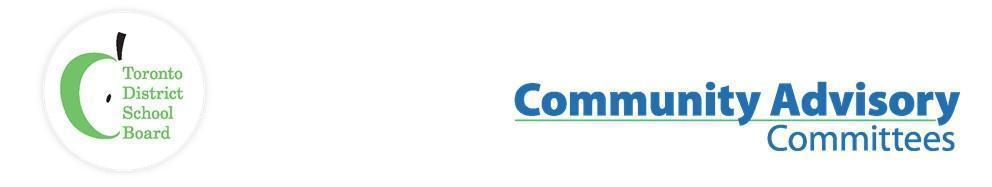 Toronto
District
School
Board
Community Advisory
Committees